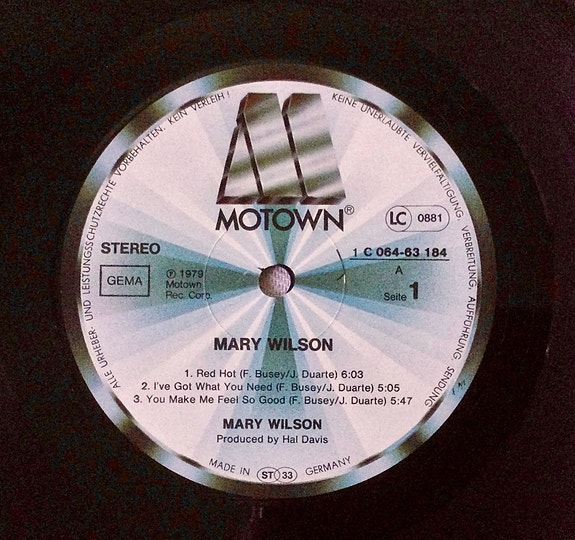 ALLE URHEBER- UND LEISTUNGSSCHUTZRECHTE VORBEHALTEN. KEIN VERLEIH! KEINE UNERLAUBTE VERVIELFÄLTIGUNG, VERBREITUNG, AUFFÜHRUNG, SENDUNG
MOTOWN®
LC 0881
STEREO
1 C 064-63 184
GEMA
℗ 1979
Motown
Rec. Corp.
A
Seite 1
MARY WILSON
1. Red Hot (F. Busey/J. Duarte) 6:03
2. I've Got What You Need (F. Busey/J. Duarte) 5:05
3. You Make Me Feel So Good (F. Busey/J. Duarte) 5:47
MARY WILSON
Produced by Hal Davis
MADE IN ST 33 GERMANY